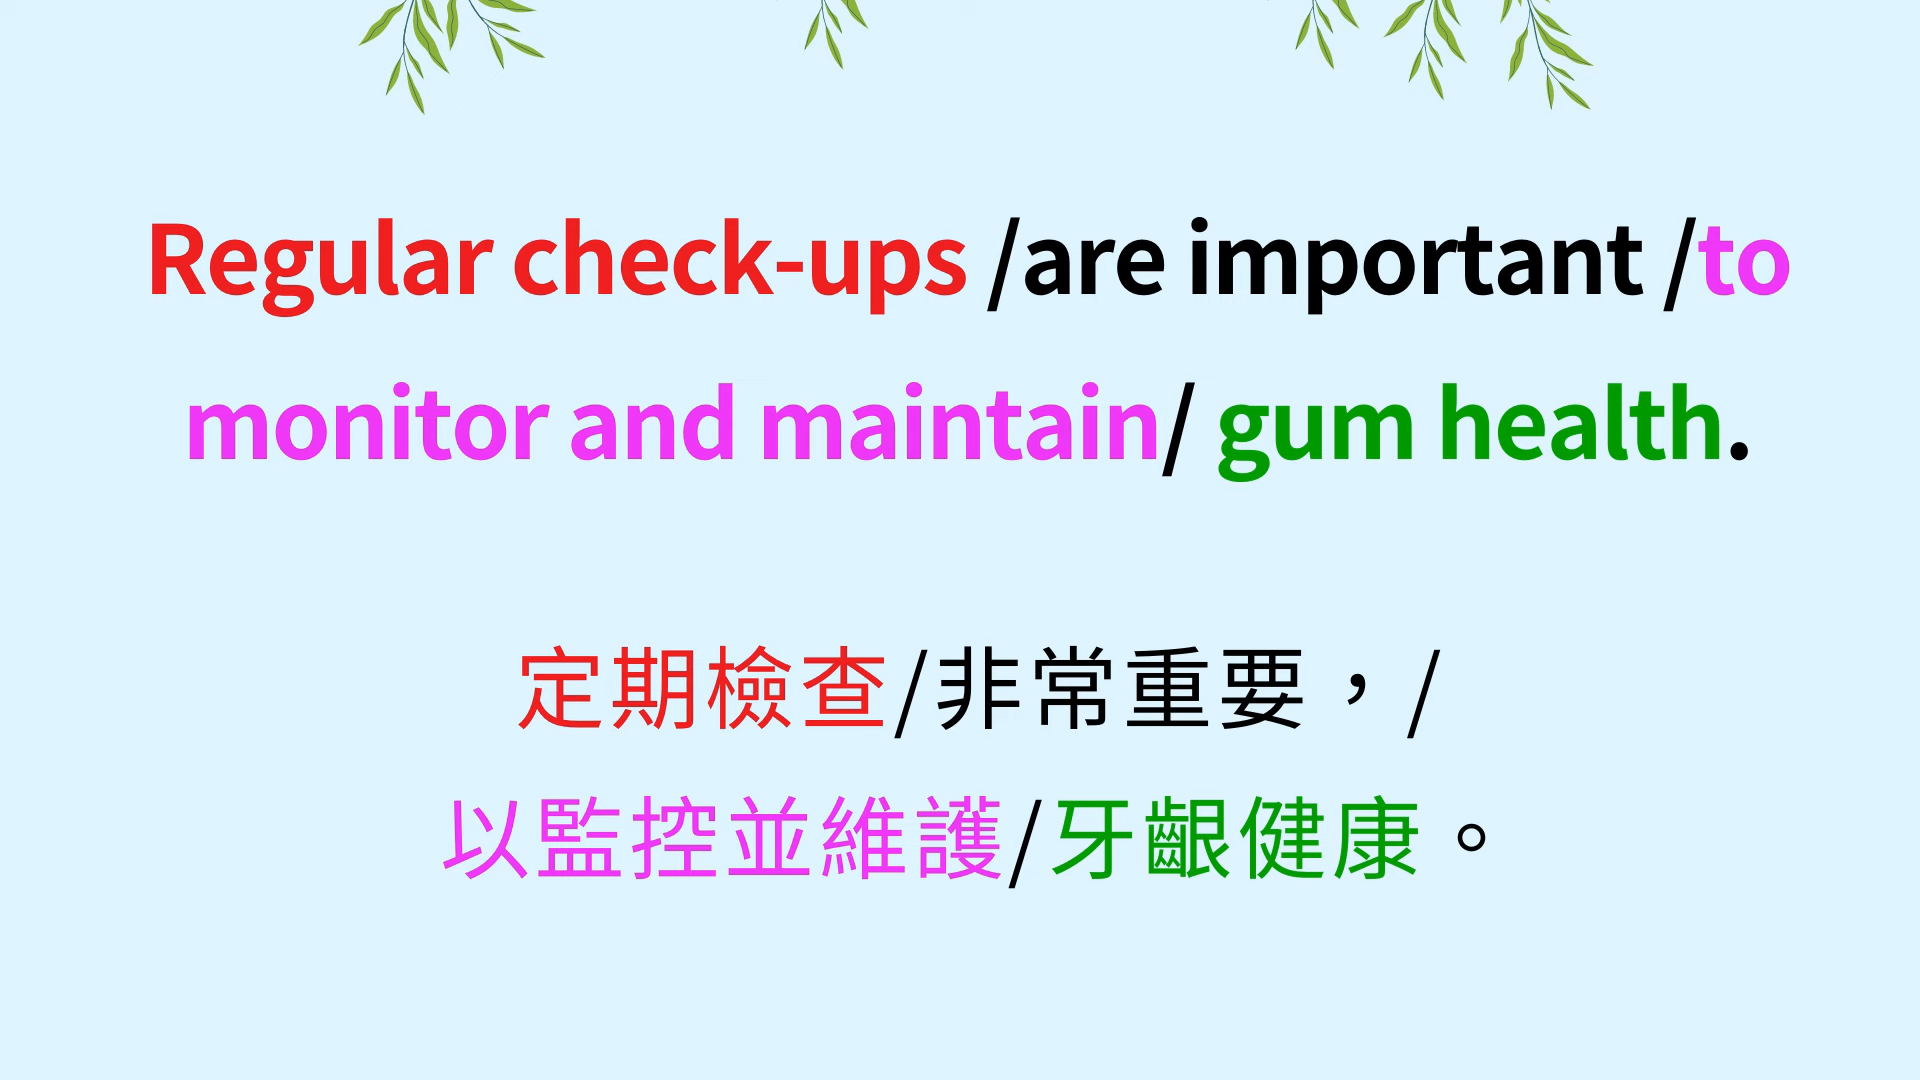 Regular check-ups /are important /to
monitor and maintain/ gum health.
定期檢查/非常重要，/
以監控並維護/牙齦健康。